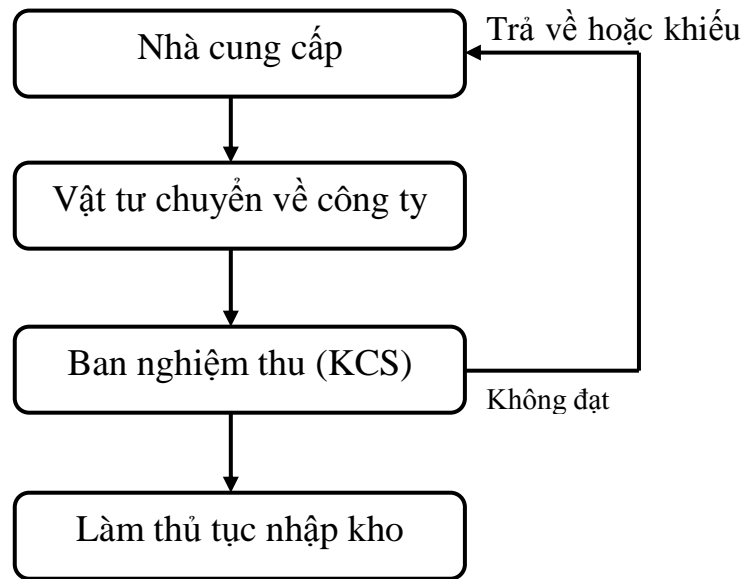 Nhà cung cấp
Trả về hoặc khiếu
Vật tư chuyển về công ty
Ban nghiệm thu (KCS)
Không đạt
Làm thủ tục nhập kho